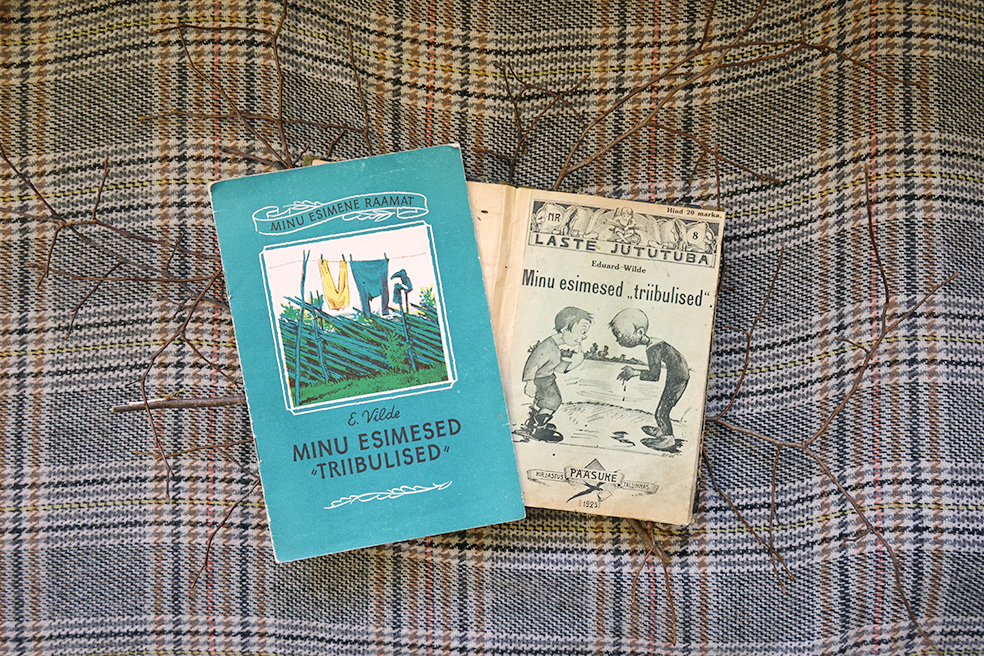 MINU ESIMENE RAAMAT
E. Vilde
MINU ESIMESED
"TRIIBULISED"
Hind 20 marka.
NR 8
LASTE JUTUTUBA
Eduard Wilde
Minu esimesed „triibulised".
KIRJASTUS PÄÄSUKE TALLINNAS
1925